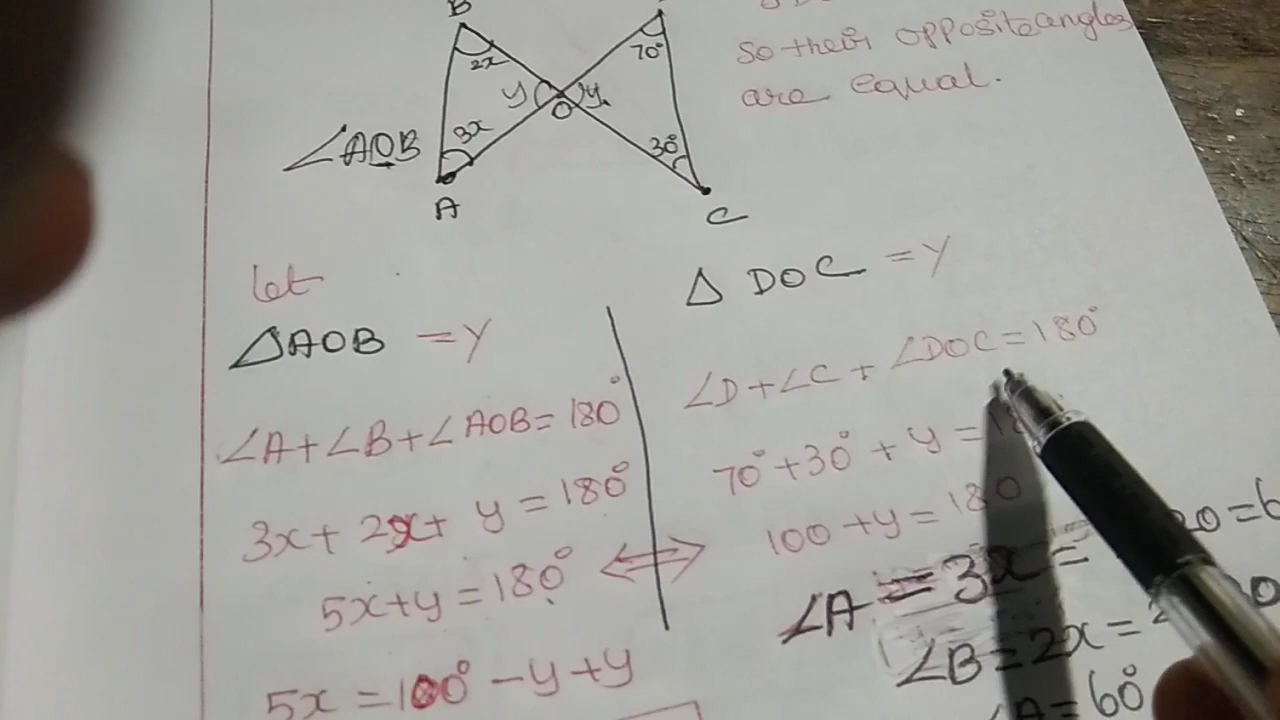 B
2x
y
O
y
70°
3x
30°
∠AOB
A
C
so their opposite angles
are equal.
let
△AOB = y
∠A + ∠B + ∠AOB = 180°
3x + 2x + y = 180°
5x + y = 180°
5x = 100° - y + y
△ DOC = y
∠D + ∠C + ∠DOC = 180°
70° + 30° + y =
100 + y = 180
∠A = 3x =
∠B = 2x =
∠A = 60°